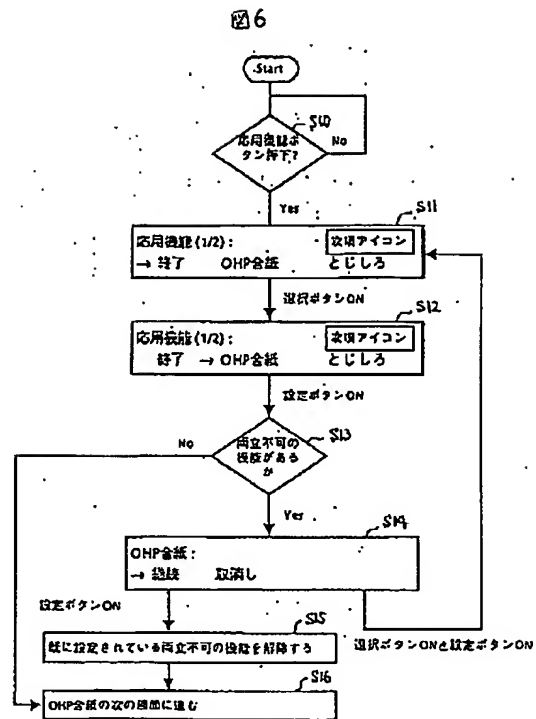 図6
Start
S10
応用機能ボ
タン押下?
No
Yes
S11
応用機能(1/2):
次項アイコン
→ 終了 OHP合紙 とじしろ
選択ボタンON
S12
応用機能(1/2):
次項アイコン
終了 → OHP合紙 とじしろ
設定ボタンON
S13
両立不可の
機能がある
か
No
Yes
S14
OHP合紙:
→ 継続 取消し
設定ボタンON
選択ボタンONと設定ボタンON
S15
既に設定されている両立不可の機能を解除する
S16
OHP合紙の次の画面に進む